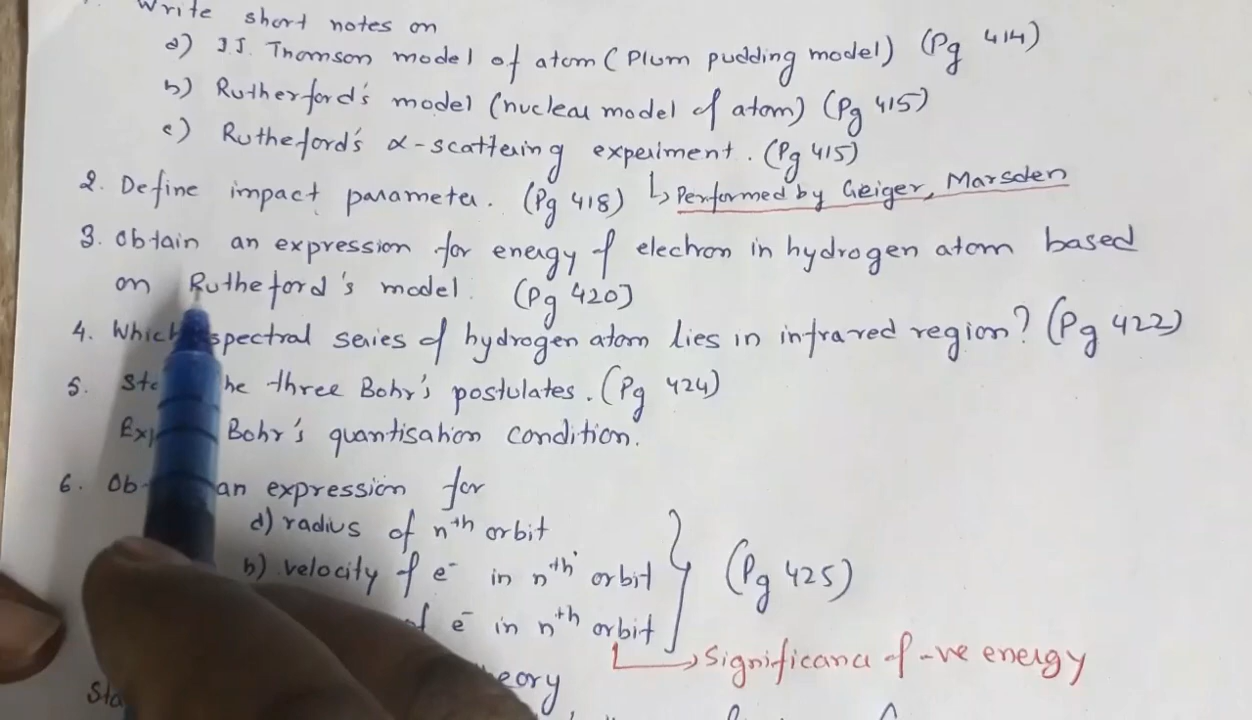 Write short notes on
a) J.J. Thomson model of atom (Plum pudding model) (Pg 414)
b) Rutherford's model (nuclear model of atom) (Pg 415)
c) Rutheford's α-scattering experiment. (Pg 415)
2. Define impact parameter. (Pg 418) ↳ Performed by Geiger, Marsden
3. Obtain an expression for energy of electron in hydrogen atom based
on Rutheford's model. (Pg 420)
4. Which spectral series of hydrogen atom lies in infrared region? (Pg 422)
5. three Bohr's postulates. (Pg 424)
Bohr's quantisation condition.
6. an expression for
a) radius of nth orbit
b) velocity of e- in nth orbit (Pg 425)
of e- in nth orbit
→ Significance of -ve energy